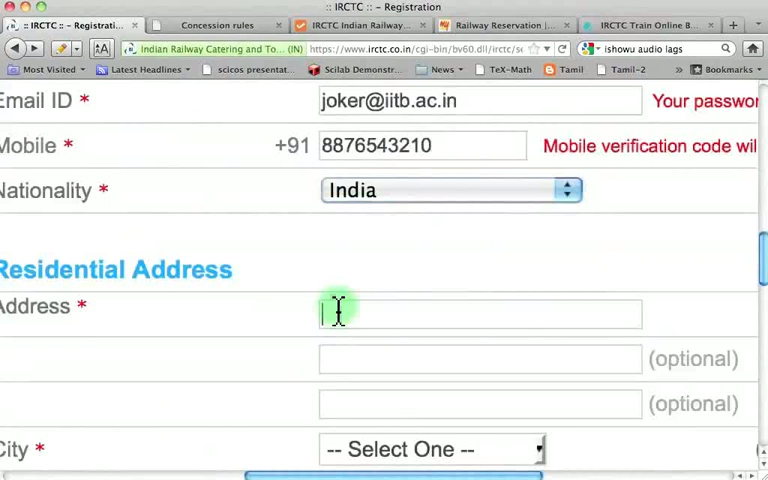 :: IRCTC :: - Registration
:: IRCTC :: - Registrati...
Concession rules
IRCTC Indian Railway...
Railway Reservation |...
IRCTC Train Online B...
Indian Railway Catering and To... (IN)
https://www.irctc.co.in/cgi-bin/bv60.dll/irctc/se
ishowu audio lags
Most Visited
Latest Headlines
scicos presentat...
Scilab Demonstr...
News
TeX-Math
Tamil
Tamil-2
Bookmarks
Email ID *
joker@iitb.ac.in
Your passwor
Mobile *
+91
8876543210
Mobile verification code wil
Nationality *
India
Residential Address
Address *
(optional)
(optional)
City *
-- Select One --